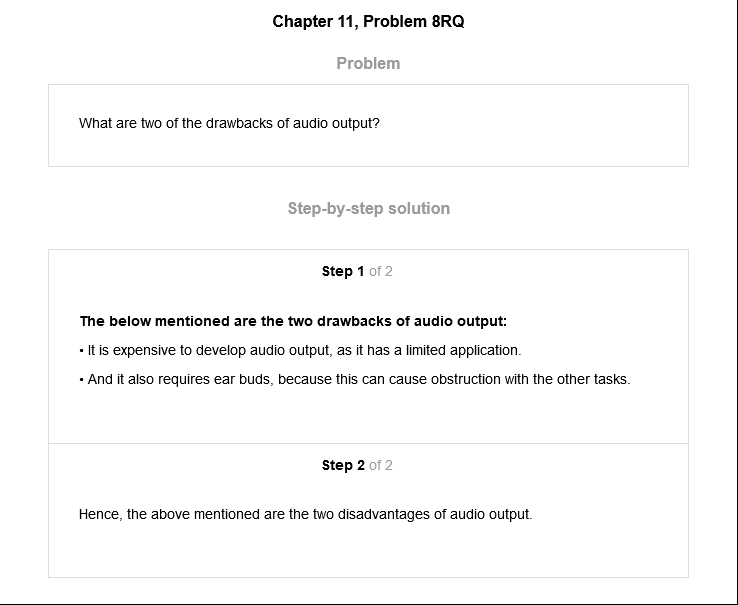 Chapter 11, Problem 8RQ
Problem
What are two of the drawbacks of audio output?
Step-by-step solution
Step 1 of 2
The below mentioned are the two drawbacks of audio output:
• It is expensive to develop audio output, as it has a limited application.
• And it also requires ear buds, because this can cause obstruction with the other tasks.
Step 2 of 2
Hence, the above mentioned are the two disadvantages of audio output.